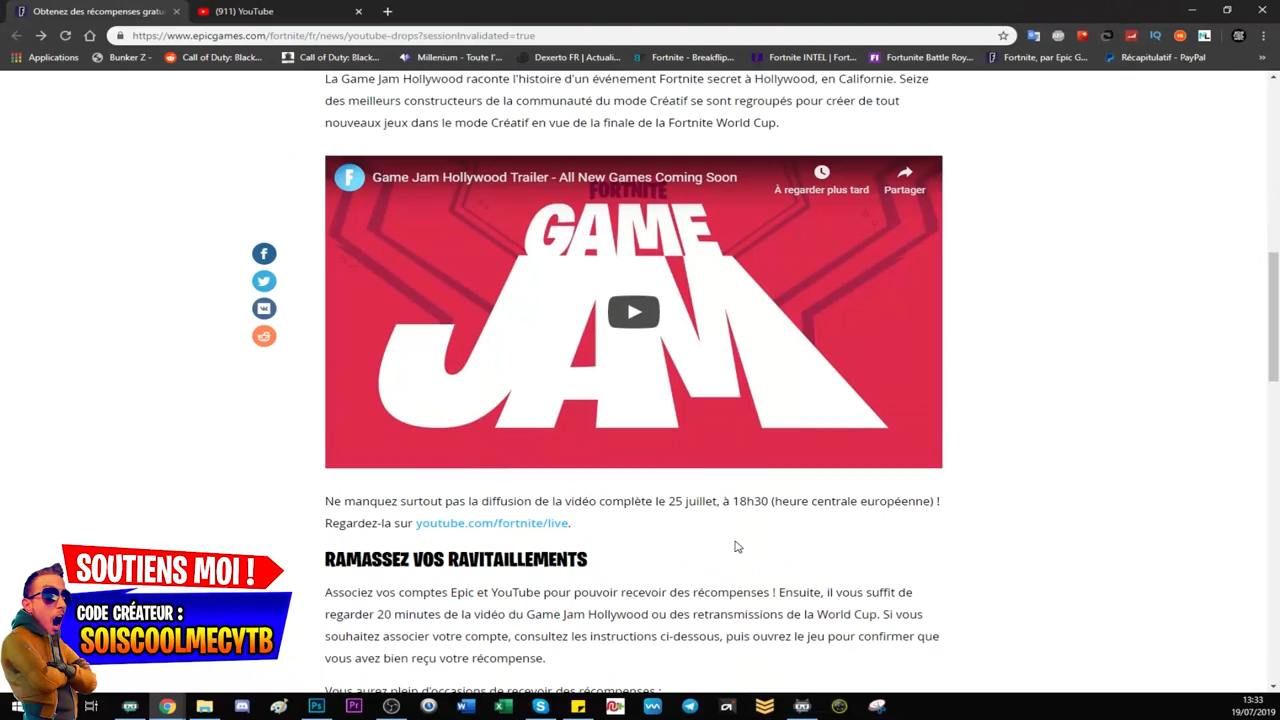 Obtenez des récompenses gratu
(911) YouTube
https://www.epicgames.com/fortnite/fr/news/youtube-drops?sessionInvalidated=true
Applications
Bunker Z -
Call of Duty: Black...
Call of Duty: Black...
Millenium - Tout l'...
Dexerto FR | Actuali...
Fortnite - Breakflip...
Fortnite INTEL | Fort...
Fortunite Battle Roy...
Fortnite, par Epic G...
Récapitulatif - PayPal
La Game Jam Hollywood raconte l'histoire d'un événement Fortnite secret à Hollywood, en Californie. Seize
des meilleurs constructeurs de la communauté du mode Créatif se sont regroupés pour créer de tout
nouveaux jeux dans le mode Créatif en vue de la finale de la Fortnite World Cup.
Game Jam Hollywood Trailer - All New Games Coming Soon
À regarder plus tard
Partager
FORTNITE
GAME
JAM
Ne manquez surtout pas la diffusion de la vidéo complète le 25 juillet, à 18h30 (heure centrale européenne) !
Regardez-la sur youtube.com/fortnite/live.
RAMASSEZ VOS RAVITAILLEMENTS
Associez vos comptes Epic et YouTube pour pouvoir recevoir des récompenses ! Ensuite, il vous suffit de
regarder 20 minutes de la vidéo du Game Jam Hollywood ou des retransmissions de la World Cup. Si vous
souhaitez associer votre compte, consultez les instructions ci-dessous, puis ouvrez le jeu pour confirmer que
vous avez bien reçu votre récompense.
Vous aurez plein d'occasions de recevoir des récompenses :
SOUTIENS MOI !
CODE CRÉATEUR :
SOISCOOLMECYTB
13:33
19/07/2019